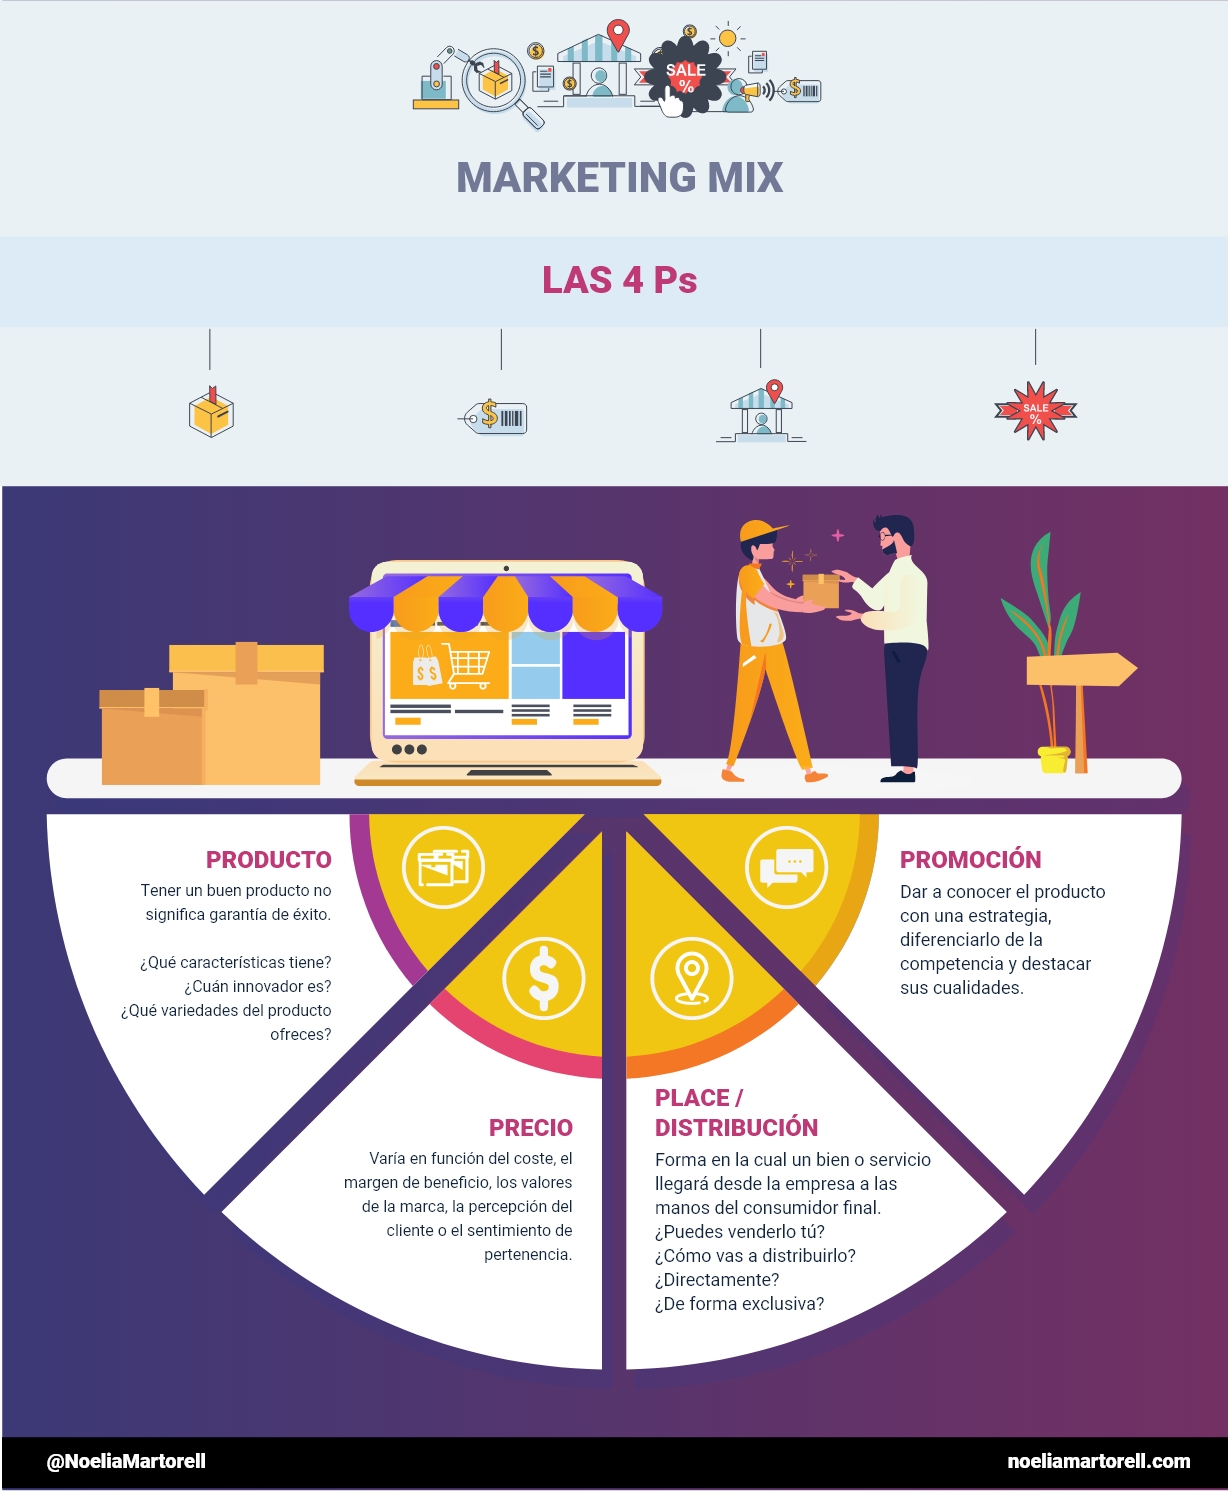 SALE
%
MARKETING MIX
LAS 4 Ps
SALE
%
PRODUCTO
Tener un buen producto no
significa garantía de éxito.
¿Qué características tiene?
¿Cuán innovador es?
¿Qué variedades del producto
ofreces?
PRECIO
Varía en función del coste, el
margen de beneficio, los valores
de la marca, la percepción del
cliente o el sentimiento de
pertenencia.
PLACE /
DISTRIBUCIÓN
Forma en la cual un bien o servicio
llegará desde la empresa a las
manos del consumidor final.
¿Puedes venderlo tú?
¿Cómo vas a distribuirlo?
¿Directamente?
¿De forma exclusiva?
PROMOCIÓN
Dar a conocer el producto
con una estrategia,
diferenciarlo de la
competencia y destacar
sus cualidades.
@NoeliaMartorell
noeliamartorell.com